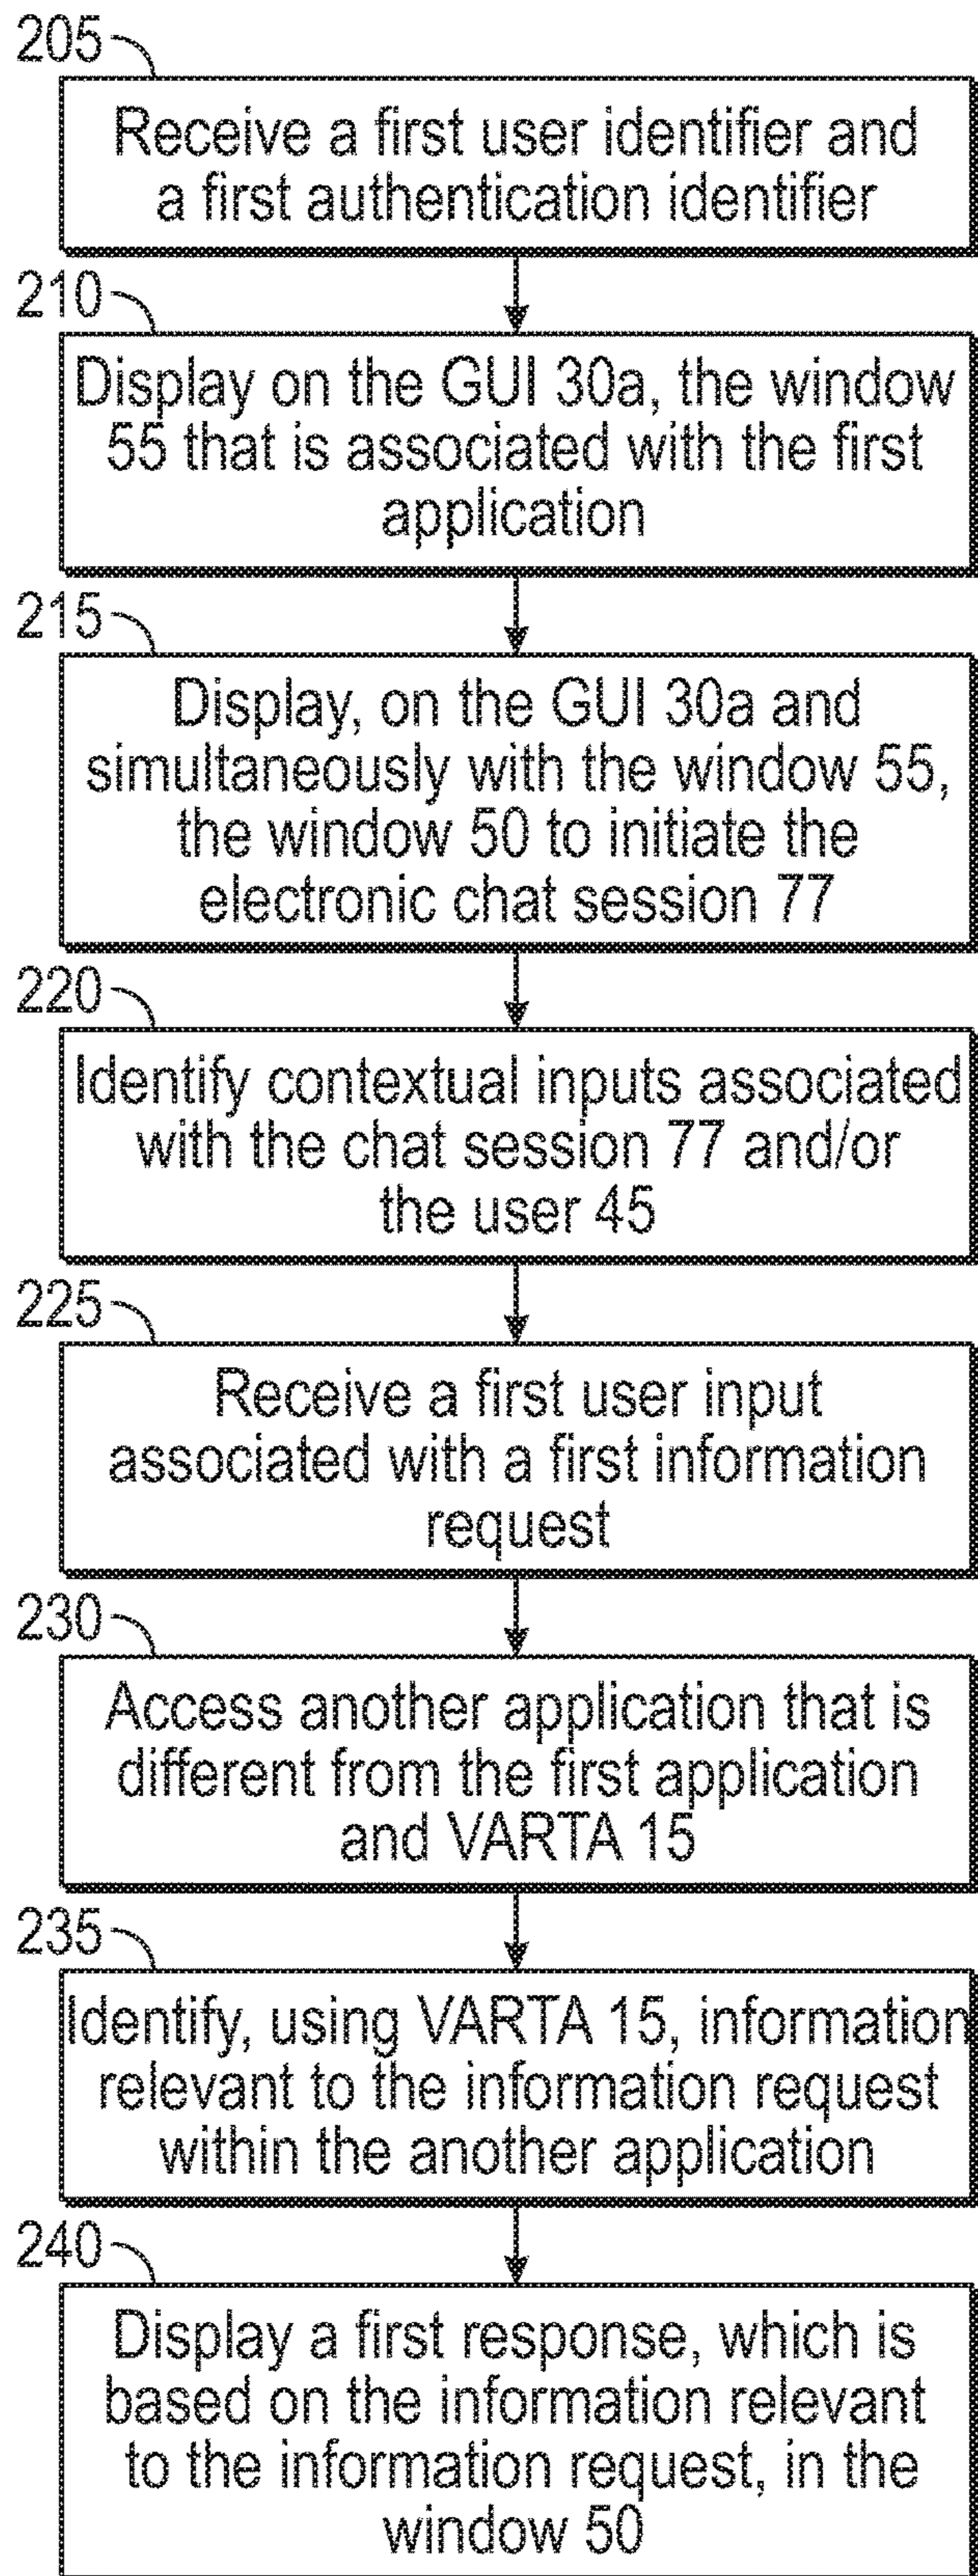 205
Receive a first user identifier and
a first authentication identifier
210
Display on the GUI 30a, the window
55 that is associated with the first
application
215
Display, on the GUI 30a and
simultaneously with the window 55,
the window 50 to initiate the
electronic chat session 77
220
Identify contextual inputs associated
with the chat session 77 and/or
the user 45
225
Receive a first user input
associated with a first information
request
230
Access another application that is
different from the first application
and VARTA 15
235
Identify, using VARTA 15, information
relevant to the information request
within the another application
240
Display a first response, which is
based on the information relevant
to the information request, in the
window 50